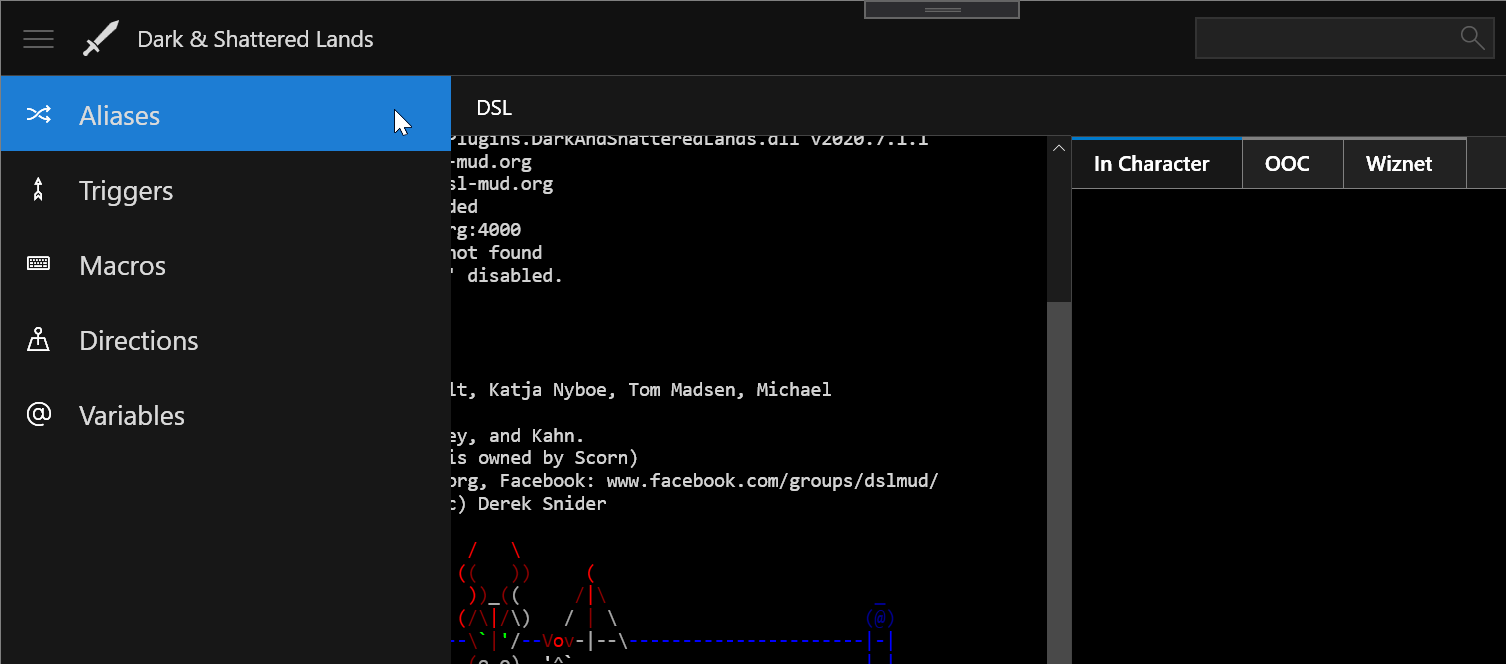 Dark & Shattered Lands
Aliases
Triggers
Macros
Directions
@ Variables
DSL
Plugins.DarkAndShatteredLands.dll v2020.7.1.1
-mud.org
sl-mud.org
ded
rg:4000
not found
' disabled.
lt, Katja Nyboe, Tom Madsen, Michael
ey, and Kahn.
is owned by Scorn)
org, Facebook: www.facebook.com/groups/dslmud/
c) Derek Snider
In Character
OOC
Wiznet